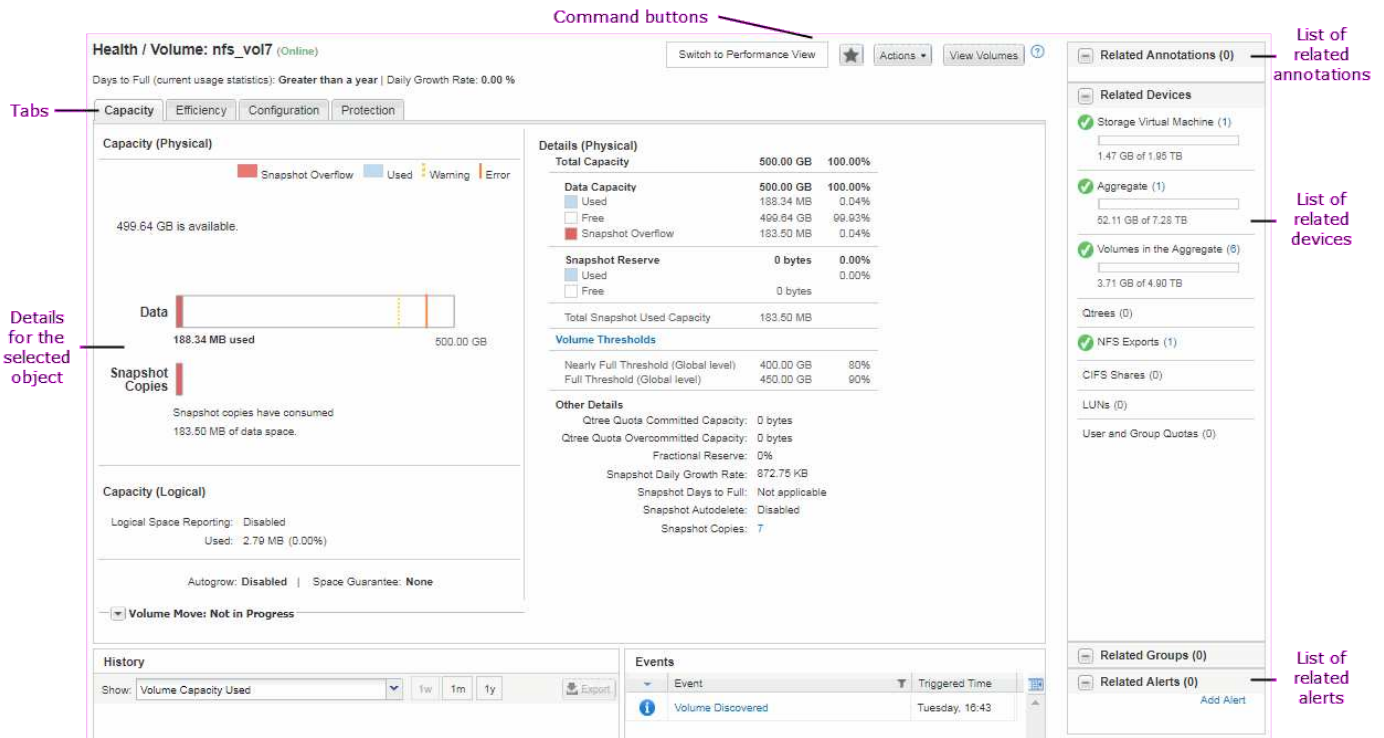 Command buttons
Health / Volume: nfs_vol7 (Online)
Switch to Performance View
Actions
View Volumes
?
Days to Full (current usage statistics): Greater than a year | Daily Growth Rate: 0.00 %
Tabs
Capacity Efficiency Configuration Protection
Capacity (Physical)
Snapshot Overflow Used Warning Error
499.64 GB is available.
Details for the selected object
Data
188.34 MB used 500.00 GB
Snapshot
Copies
Snapshot copies have consumed
183.50 MB of data space.
Capacity (Logical)
Logical Space Reporting: Disabled
Used: 2.79 MB (0.00%)
Autogrow: Disabled | Space Guarantee: None
Volume Move: Not in Progress
Details (Physical)
Total Capacity 500.00 GB 100.00%
Data Capacity 500.00 GB 100.00%
Used 188.34 MB 0.04%
Free 499.64 GB 99.93%
Snapshot Overflow 183.50 MB 0.04%
Snapshot Reserve 0 bytes 0.00%
Used 0.00%
Free 0 bytes
Total Snapshot Used Capacity 183.50 MB
Volume Thresholds
Nearly Full Threshold (Global level) 400.00 GB 80%
Full Threshold (Global level) 450.00 GB 90%
Other Details
Qtree Quota Committed Capacity: 0 bytes
Qtree Quota Overcommitted Capacity: 0 bytes
Fractional Reserve: 0%
Snapshot Daily Growth Rate: 872.75 KB
Snapshot Days to Full: Not applicable
Snapshot Autodelete: Disabled
Snapshot Copies: 7
History
Show: Volume Capacity Used 1w 1m 1y Export
Events
Event Triggered Time
Volume Discovered Tuesday, 16:43
Related Annotations (0)
List of
related
annotations
Related Devices
Storage Virtual Machine (1)
1.47 GB of 1.95 TB
Aggregate (1)
52.11 GB of 7.28 TB
List of
related
devices
Volumes in the Aggregate (6)
3.71 GB of 4.90 TB
Qtrees (0)
NFS Exports (1)
CIFS Shares (0)
LUNs (0)
User and Group Quotas (0)
Related Groups (0)
Related Alerts (0)
Add Alert
List of
related
alerts